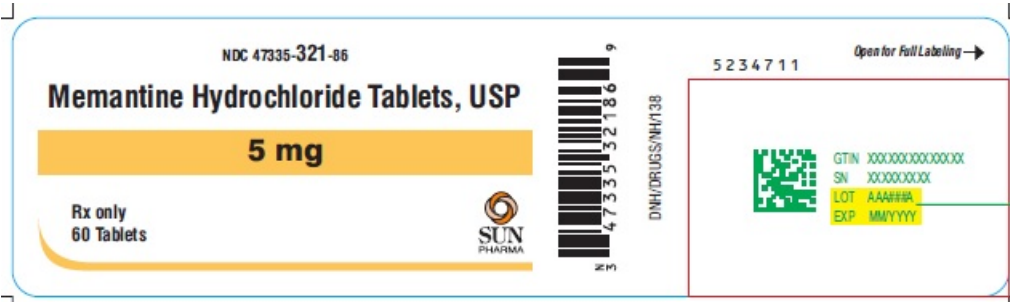 NDC 47335-321-86
Memantine Hydrochloride Tablets, USP
5 mg
Rx only
60 Tablets
SUN
PHARMA
N
3 47335 32186 9
DNH/DRUGS/NH/138
5234711
Open for Full Labeling
GTIN XXXXXXXXXXXXXX
SN XXXXXXXXX
LOT AAA###A
EXP MM/YYYY